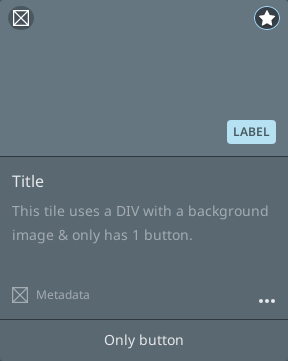 LABEL
Title
This tile uses a DIV with a background
image & only has 1 button.
Metadata
Only button